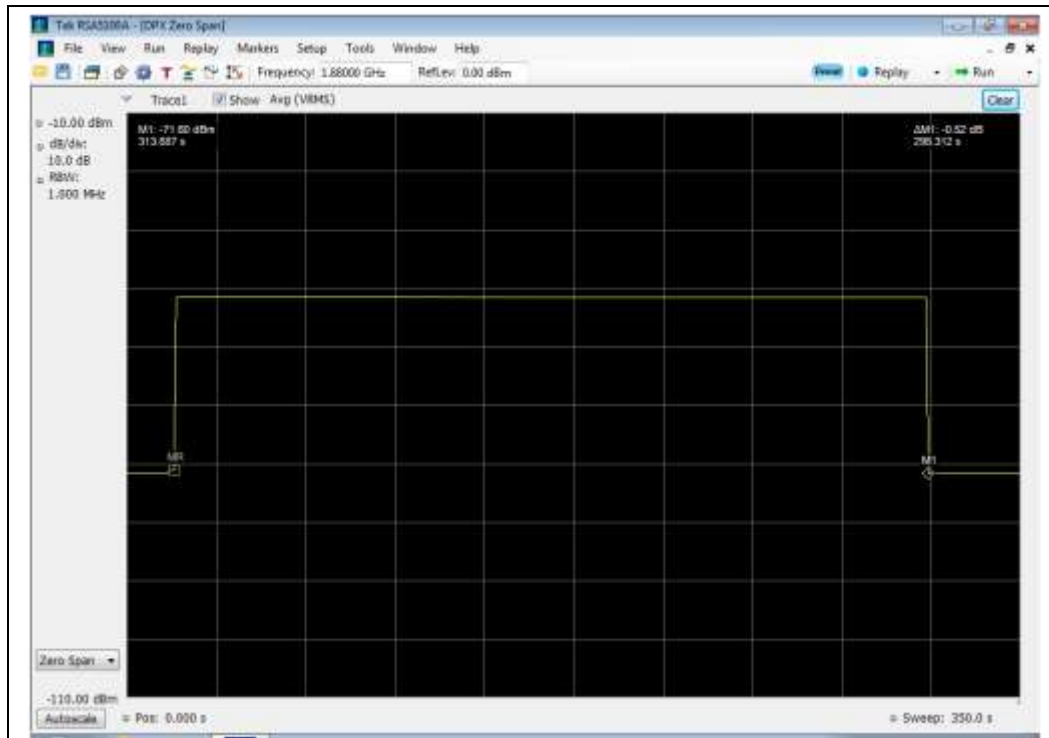 Tek RSA5100A - [DPX Zero Span]
File View Run Replay Markers Setup Tools Window Help
Frequency: 1.88000 GHz RefLev: 0.00 dBm Preset Replay Run
Trace1 Show Avg (VRMS) Clear
-10.00 dBm
dB/div:
10.0 dB
RBW:
1.000 MHz
M1: -71.60 dBm
313.687 s
ΔM1: -0.52 dB
295.312 s
MR
M1
Zero Span
-110.00 dBm
Autoscale Pos: 0.000 s Sweep: 350.0 s